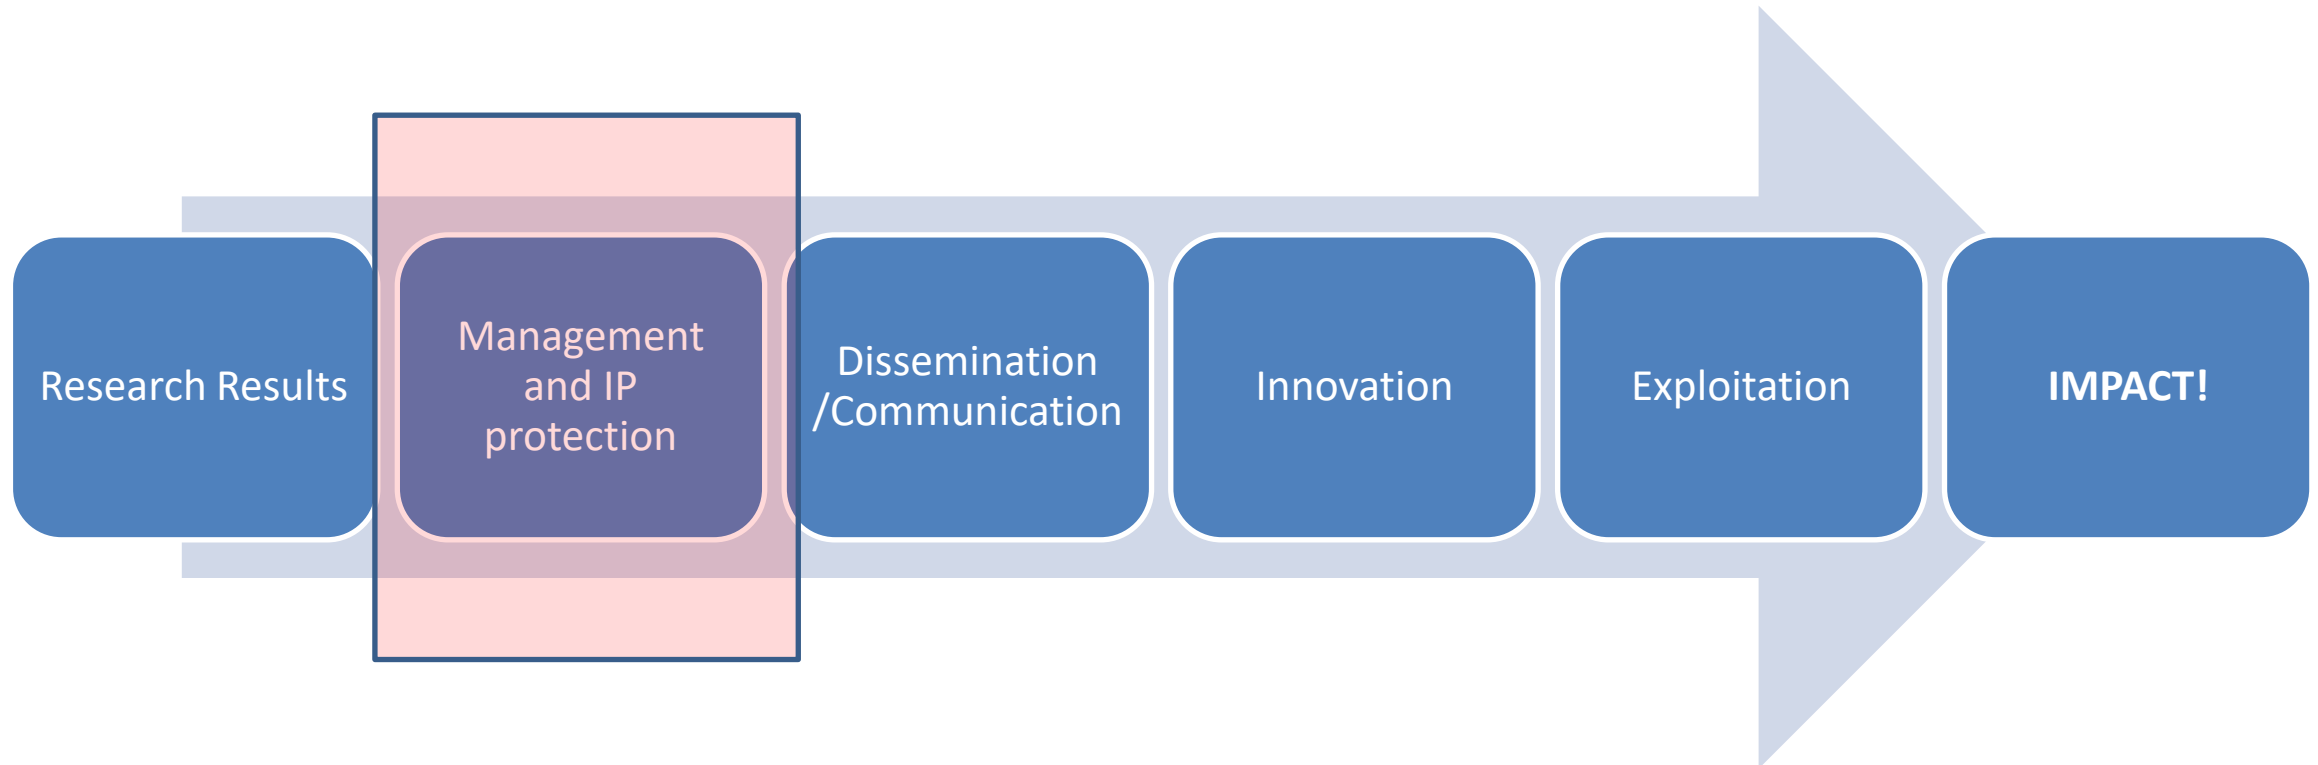 Research Results
Management
and IP
protection
Dissemination
/Communication
Innovation
Exploitation
IMPACT!